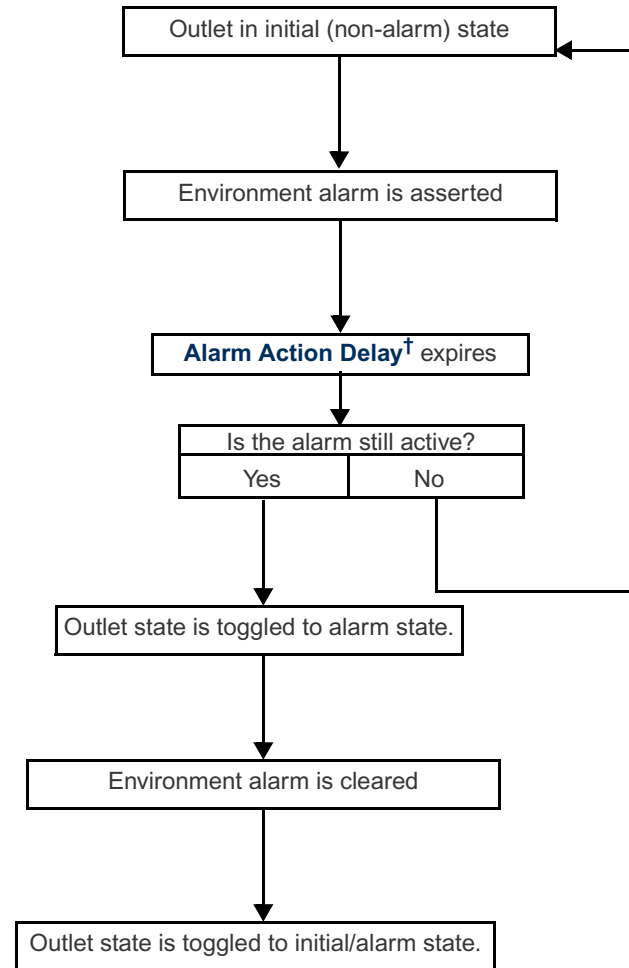 Outlet in initial (non-alarm) state
Environment alarm is asserted
Alarm Action Delay† expires
Is the alarm still active?
Yes
No
Outlet state is toggled to alarm state.
Environment alarm is cleared
Outlet state is toggled to initial/alarm state.